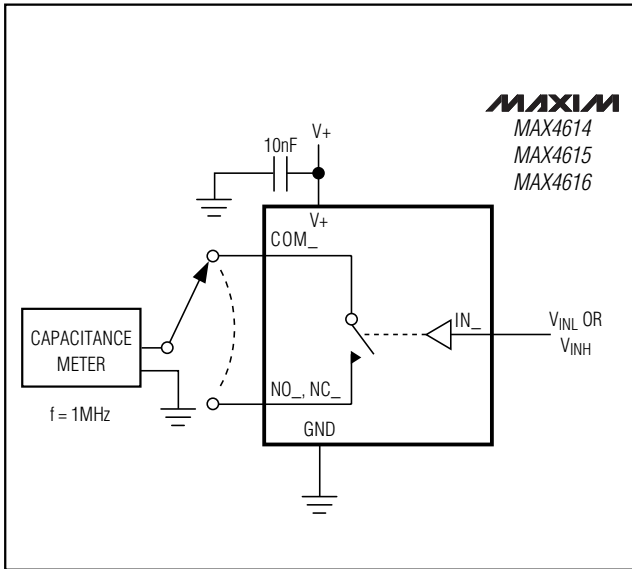 MAXIM
MAX4614
MAX4615
MAX4616
V+
10nF
V+
COM_
IN_
VINL OR
VINH
CAPACITANCE
METER
f = 1MHz
NO_, NC_
GND